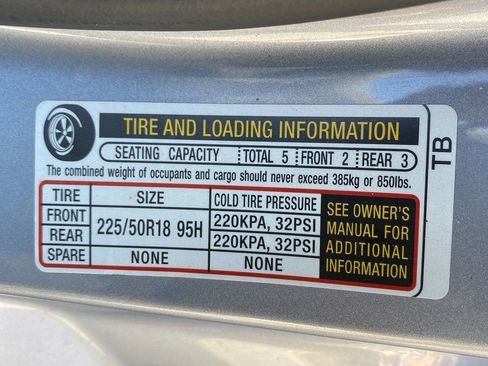 TIRE AND LOADING INFORMATION
SEATING CAPACITY TOTAL 5 FRONT 2 REAR 3
The combined weight of occupants and cargo should never exceed 385kg or 850lbs.
TIRE SIZE COLD TIRE PRESSURE
FRONT 225/50R18 95H 220KPA, 32PSI
REAR 220KPA, 32PSI
SPARE NONE NONE
SEE OWNER'S
MANUAL FOR
ADDITIONAL
INFORMATION
TB